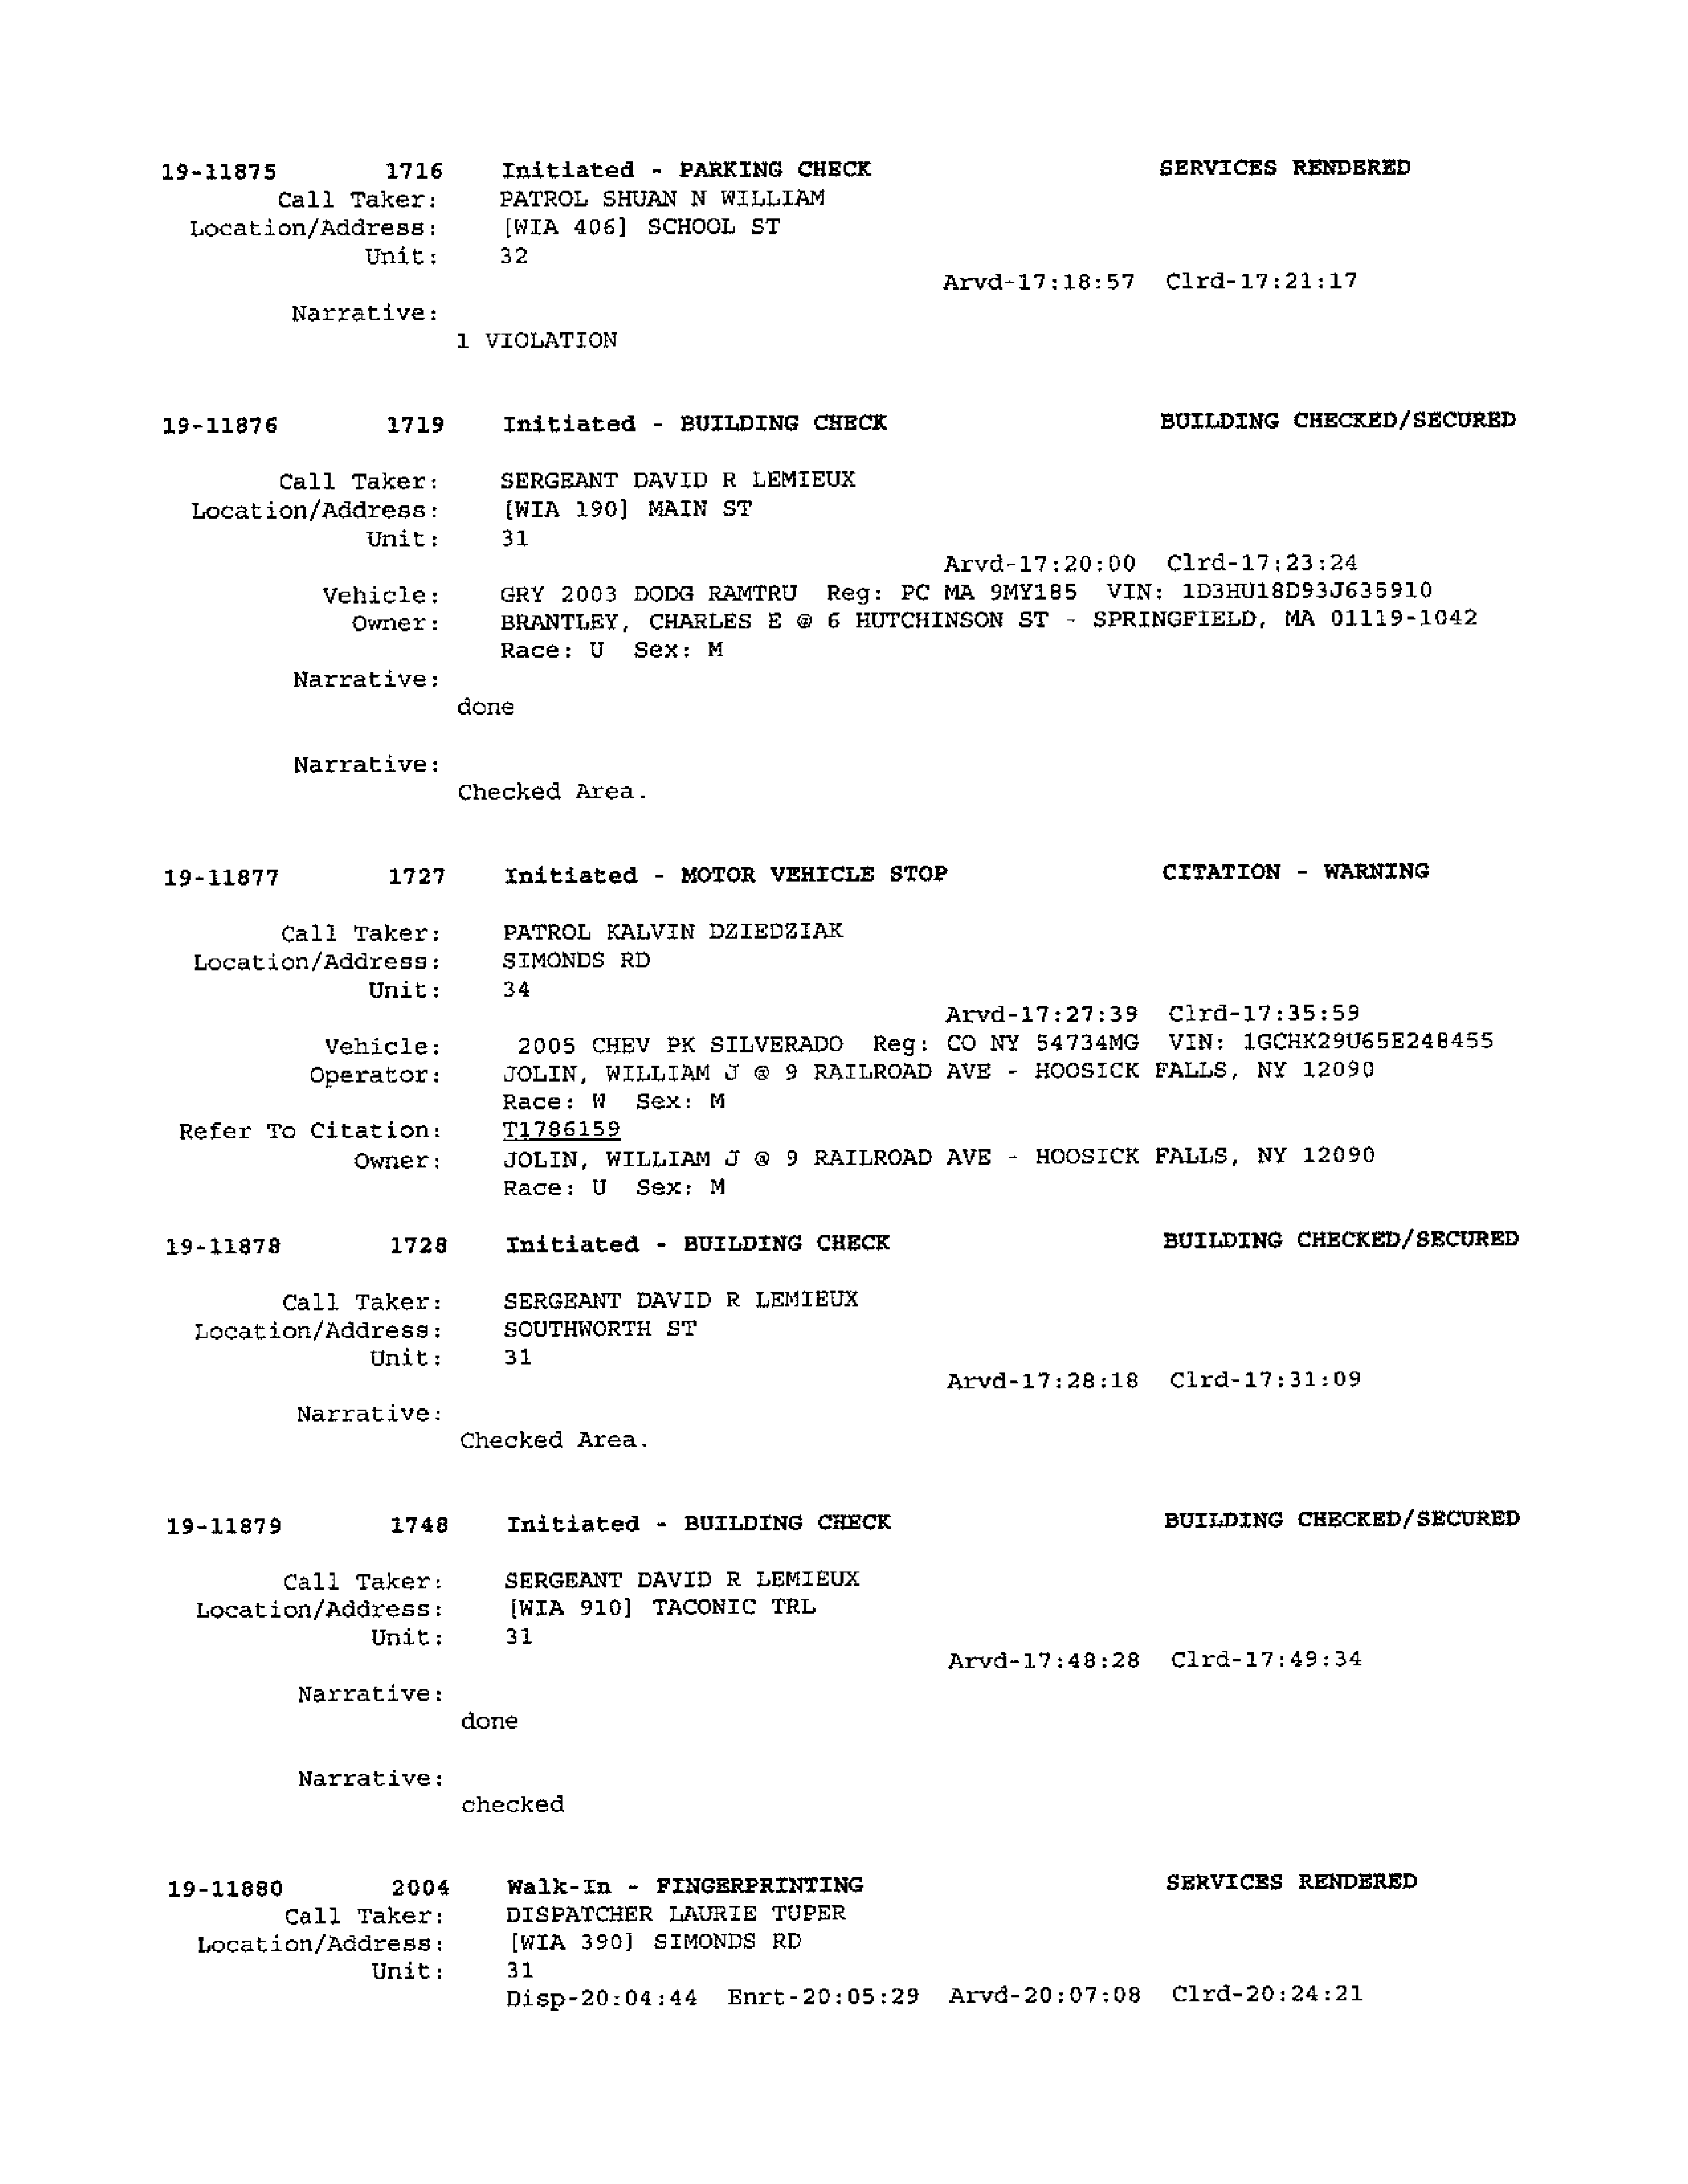 19-11875 1716 Initiated - PARKING CHECK SERVICES RENDERED
Call Taker: PATROL SHUAN N WILLIAM
Location/Address: [WIA 406] SCHOOL ST
Unit: 32
Arvd-17:18:57 Clrd-17:21:17
Narrative:
1 VIOLATION
19-11876 1719 Initiated - BUILDING CHECK BUILDING CHECKED/SECURED
Call Taker: SERGEANT DAVID R LEMIEUX
Location/Address: [WIA 190] MAIN ST
Unit: 31
Arvd-17:20:00 Clrd-17:23:24
Vehicle: GRY 2003 DODG RAMTRU Reg: PC MA 9MY185 VIN: 1D3HU18D93J635910
Owner: BRANTLEY, CHARLES E @ 6 HUTCHINSON ST - SPRINGFIELD, MA 01119-1042
Race: U Sex: M
Narrative:
done
Narrative:
Checked Area.
19-11877 1727 Initiated - MOTOR VEHICLE STOP CITATION - WARNING
Call Taker: PATROL KALVIN DZIEDZIAK
Location/Address: SIMONDS RD
Unit: 34
Arvd-17:27:39 Clrd-17:35:59
Vehicle: 2005 CHEV PK SILVERADO Reg: CO NY 54734MG VIN: 1GCHK29U65E248455
Operator: JOLIN, WILLIAM J @ 9 RAILROAD AVE - HOOSICK FALLS, NY 12090
Race: W Sex: M
Refer To Citation: T1786159
Owner: JOLIN, WILLIAM J @ 9 RAILROAD AVE - HOOSICK FALLS, NY 12090
Race: U Sex: M
19-11878 1728 Initiated - BUILDING CHECK BUILDING CHECKED/SECURED
Call Taker: SERGEANT DAVID R LEMIEUX
Location/Address: SOUTHWORTH ST
Unit: 31
Arvd-17:28:18 Clrd-17:31:09
Narrative:
Checked Area.
19-11879 1748 Initiated - BUILDING CHECK BUILDING CHECKED/SECURED
Call Taker: SERGEANT DAVID R LEMIEUX
Location/Address: [WIA 910] TACONIC TRL
Unit: 31
Arvd-17:48:28 Clrd-17:49:34
Narrative:
done
Narrative:
checked
19-11880 2004 Walk-In - FINGERPRINTING SERVICES RENDERED
Call Taker: DISPATCHER LAURIE TUPER
Location/Address: [WIA 390] SIMONDS RD
Unit: 31
Disp-20:04:44 Enrt-20:05:29 Arvd-20:07:08 Clrd-20:24:21